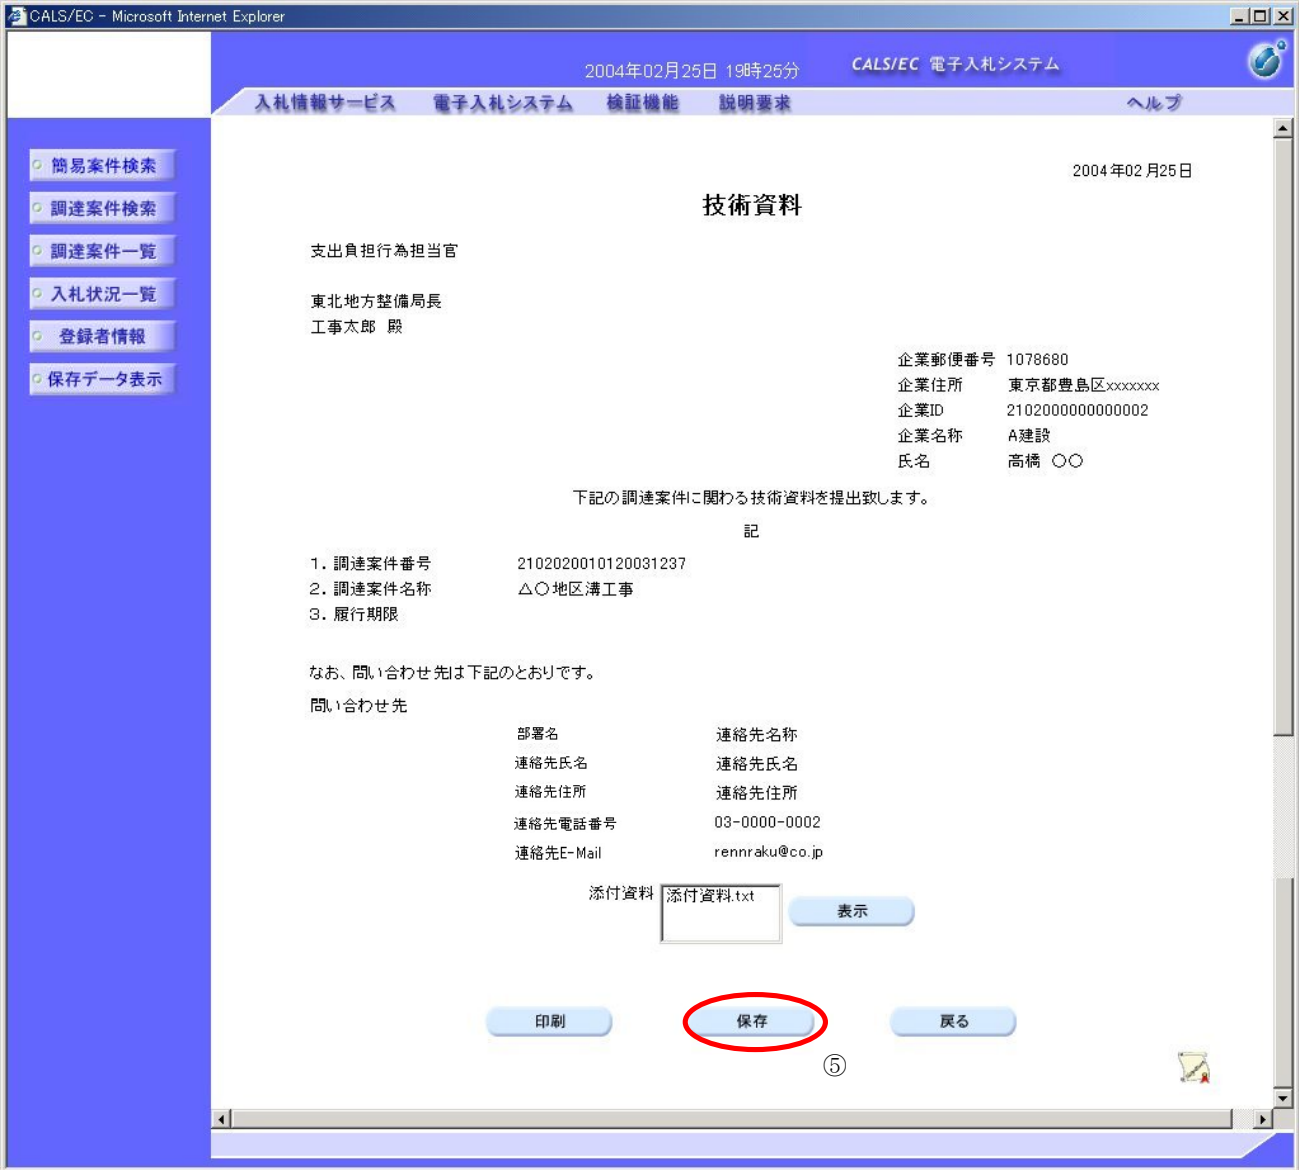 CALS/EC - Microsoft Internet Explorer
2004年02月25日 19時25分
CALS/EC 電子入札システム
入札情報サービス 電子入札システム 検証機能 説明要求 ヘルプ
簡易案件検索
調達案件検索
調達案件一覧
入札状況一覧
登録者情報
保存データ表示
2004年02月25日
技術資料
支出負担行為担当官
東北地方整備局長
工事太郎 殿
企業郵便番号 1078680
企業住所 東京都豊島区xxxxxxx
企業ID 2102000000000002
企業名称 A建設
氏名 高橋 〇〇
下記の調達案件に関わる技術資料を提出致します。
記
1. 調達案件番号 2102020010120031237
2. 調達案件名称 △〇地区溝工事
3. 履行期限
なお、問い合わせ先は下記のとおりです。
問い合わせ先
部署名 連絡先名称
連絡先氏名 連絡先氏名
連絡先住所 連絡先住所
連絡先電話番号 03-0000-0002
連絡先E-Mail rennraku@co.jp
添付資料 添付資料.txt 表示
印刷 保存 戻る
⑤